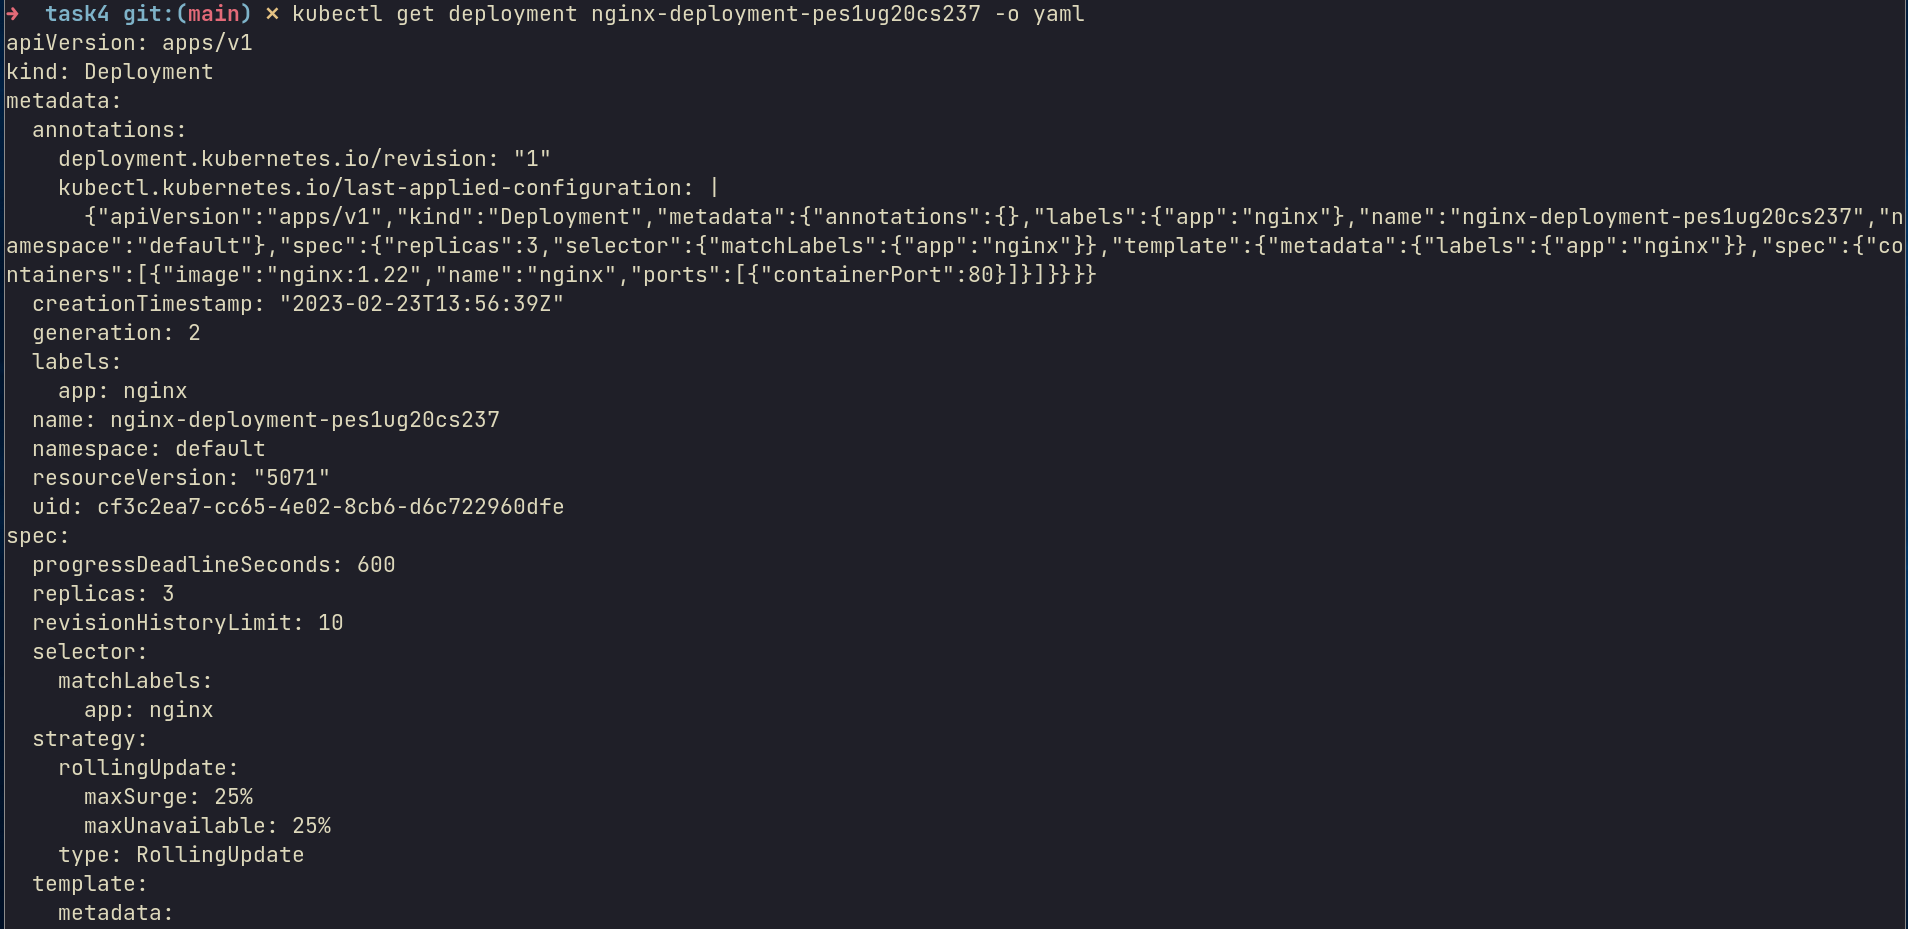 ➜  task4 git:(main) ✗ kubectl get deployment nginx-deployment-pes1ug20cs237 -o yaml
apiVersion: apps/v1
kind: Deployment
metadata:
  annotations:
    deployment.kubernetes.io/revision: "1"
    kubectl.kubernetes.io/last-applied-configuration: |
      {"apiVersion":"apps/v1","kind":"Deployment","metadata":{"annotations":{},"labels":{"app":"nginx"},"name":"nginx-deployment-pes1ug20cs237","n
amespace":"default"},"spec":{"replicas":3,"selector":{"matchLabels":{"app":"nginx"}},"template":{"metadata":{"labels":{"app":"nginx"}},"spec":{"co
ntainers":[{"image":"nginx:1.22","name":"nginx","ports":[{"containerPort":80}]}]}}}}
  creationTimestamp: "2023-02-23T13:56:39Z"
  generation: 2
  labels:
    app: nginx
  name: nginx-deployment-pes1ug20cs237
  namespace: default
  resourceVersion: "5071"
  uid: cf3c2ea7-cc65-4e02-8cb6-d6c722960dfe
spec:
  progressDeadlineSeconds: 600
  replicas: 3
  revisionHistoryLimit: 10
  selector:
    matchLabels:
      app: nginx
  strategy:
    rollingUpdate:
      maxSurge: 25%
      maxUnavailable: 25%
    type: RollingUpdate
  template:
    metadata: